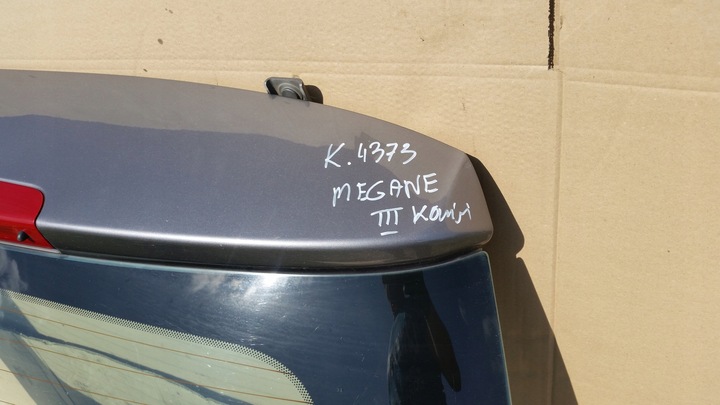 K.4373
MEGANE
III Kombi